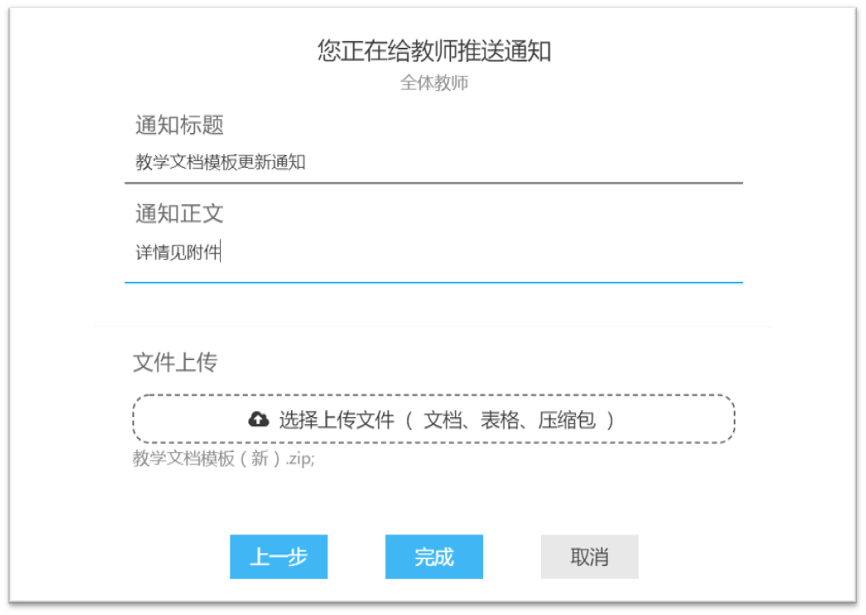 您正在给教师推送通知
全体教师
通知标题
教学文档模板更新通知
通知正文
详情见附件
文件上传
选择上传文件（ 文档、表格、压缩包 ）
教学文档模板（新）.zip;
上一步 完成 取消